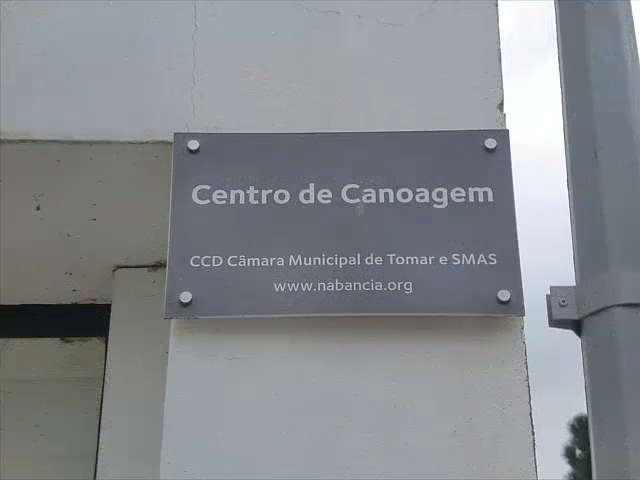 Centro de Canoagem
CCD Câmara Municipal de Tomar e SMAS
www.nabancia.org